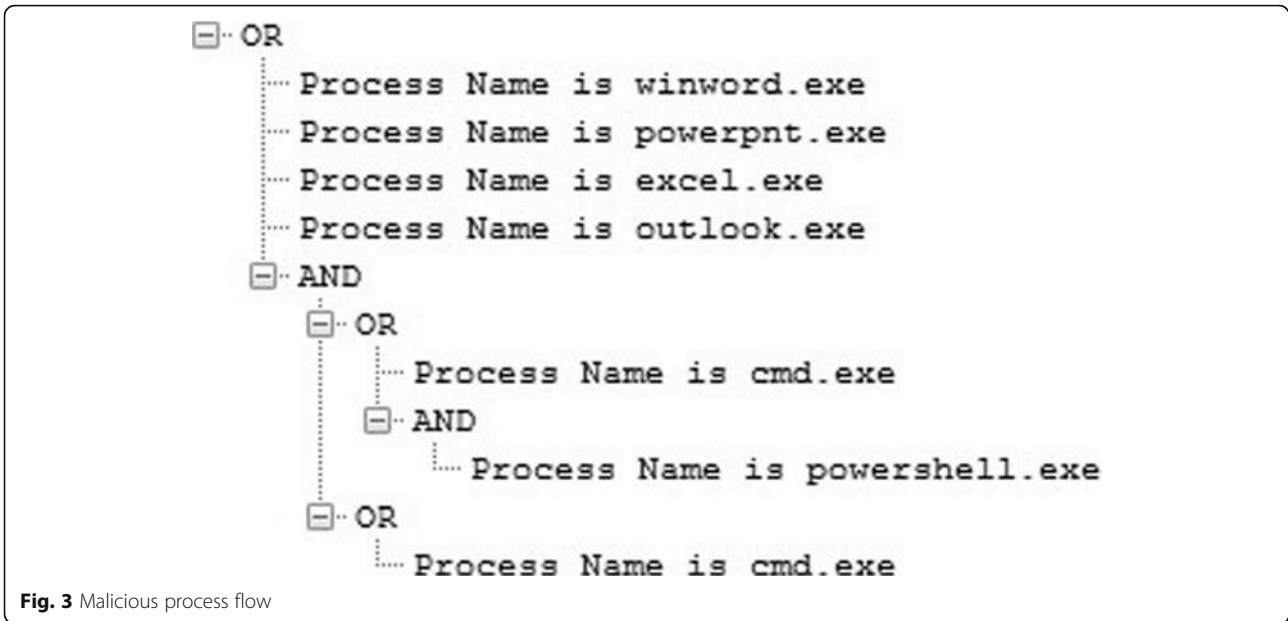 OR
Process Name is winword.exe
Process Name is powerpnt.exe
Process Name is excel.exe
Process Name is outlook.exe
AND
OR
Process Name is cmd.exe
AND
Process Name is powershell.exe
OR
Process Name is cmd.exe
Fig. 3 Malicious process flow